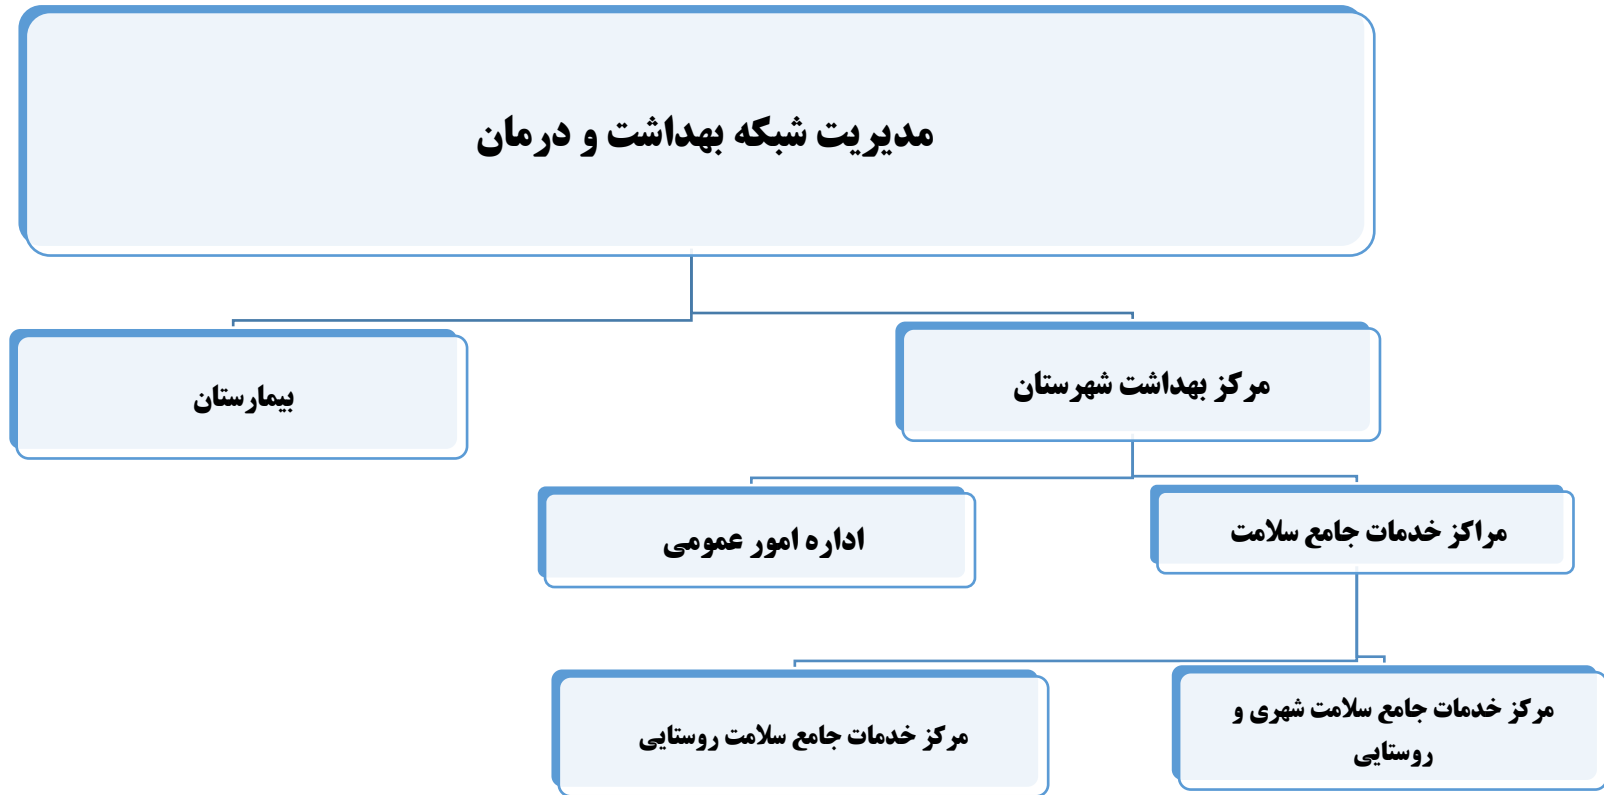 مدیریت شبکه بهداشت و درمان
مرکز بهداشت شهرستان
بیمارستان
مراکز خدمات جامع سلامت
اداره امور عمومی
مرکز خدمات جامع سلامت شهری و
روستایی
مرکز خدمات جامع سلامت روستایی